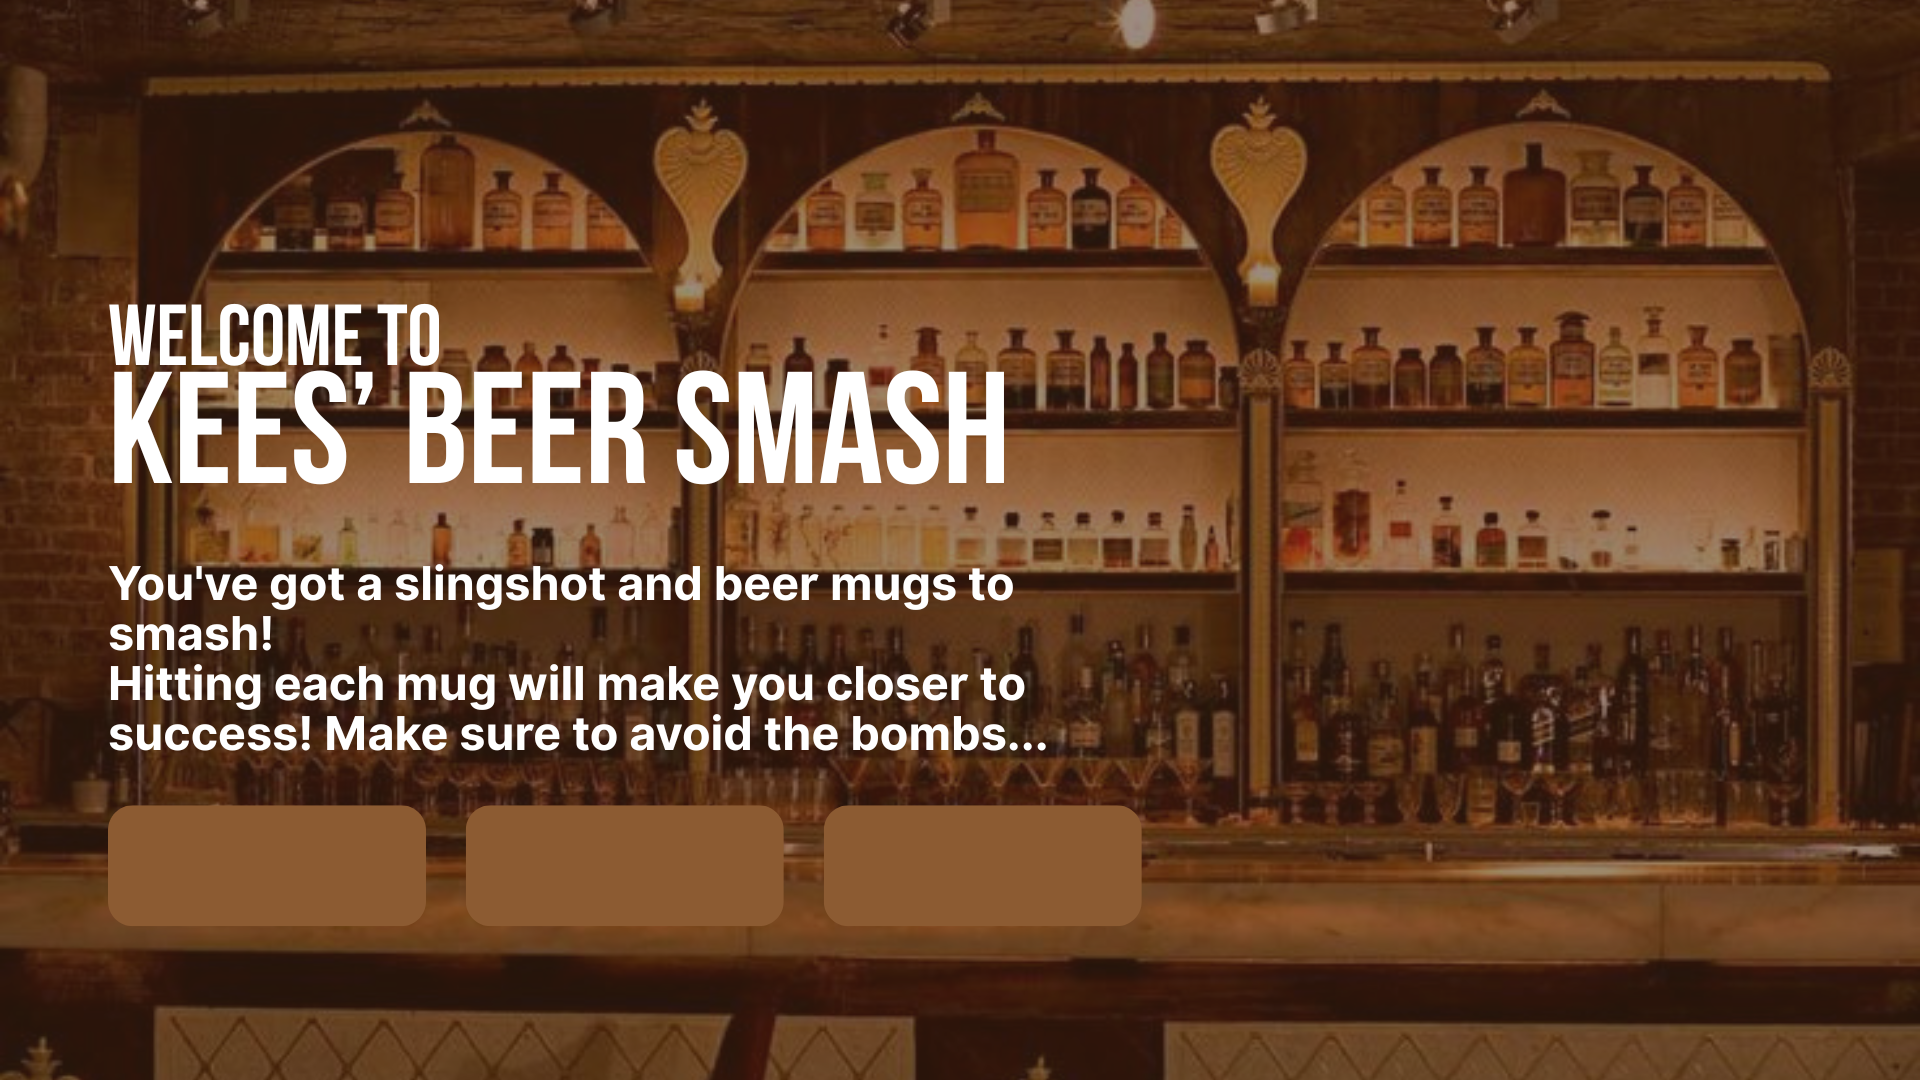 WELCOME TO
KEES’ BEER SMASH
You've got a slingshot and beer mugs to
smash!
Hitting each mug will make you closer to
success! Make sure to avoid the bombs...